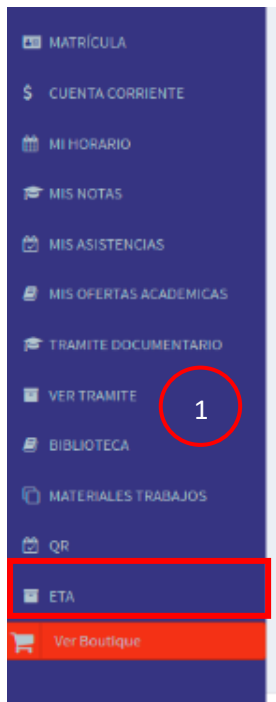 MATRÍCULA
$ CUENTA CORRIENTE
MI HORARIO
MIS NOTAS
MIS ASISTENCIAS
MIS OFERTAS ACADEMICAS
TRAMITE DOCUMENTARIO
VER TRAMITE
1
BIBLIOTECA
MATERIALES TRABAJOS
QR
ETA
Ver Boutique